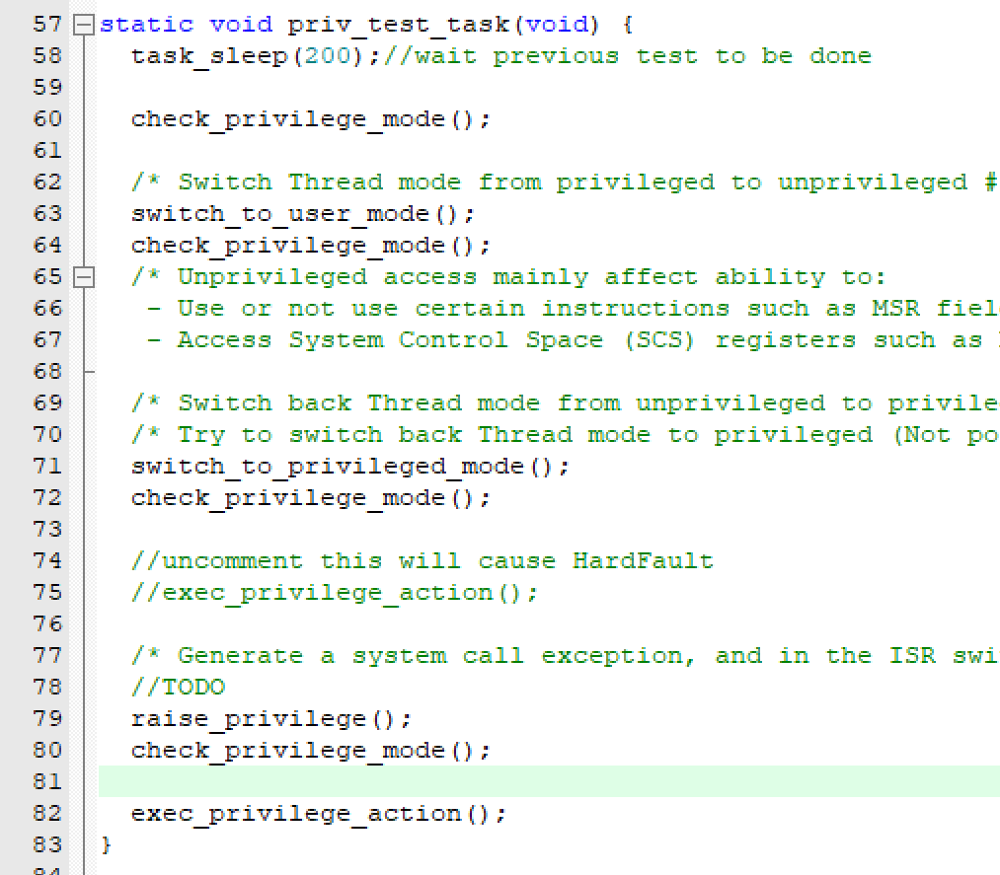 57 static void priv_test_task(void) {
58 task_sleep(200);//wait previous test to be done
59
60 check_privilege_mode();
61
62 /* Switch Thread mode from privileged to unprivileged #
63 switch_to_user_mode();
64 check_privilege_mode();
65 /* Unprivileged access mainly affect ability to:
66 - Use or not use certain instructions such as MSR
67 - Access System Control Space (SCS) registers such as
68
69 /* Switch back Thread mode from unprivileged to
70 /* Try to switch back Thread mode to privileged (Not
71 switch_to_privileged_mode();
72 check_privilege_mode();
73
74 //uncomment this will cause HardFault
75 //exec_privilege_action();
76
77 /* Generate a system call exception, and in the ISR
78 //TODO
79 raise_privilege();
80 check_privilege_mode();
81
82 exec_privilege_action();
83 }